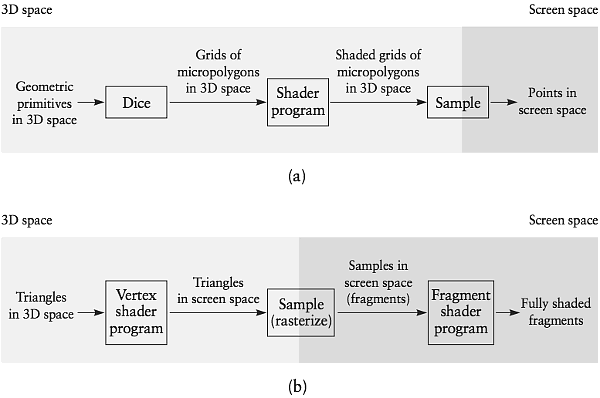 3D space
Screen space
Geometric
primitives
in 3D space
Dice
Grids of
micropolygons
in 3D space
Shader
program
Shaded grids of
micropolygons
in 3D space
Sample
Points in
screen space
(a)
3D space
Screen space
Triangles
in 3D space
Vertex
shader
program
Triangles
in screen space
Sample
(rasterize)
Samples in
screen space
(fragments)
Fragment
shader
program
Fully shaded
fragments
(b)